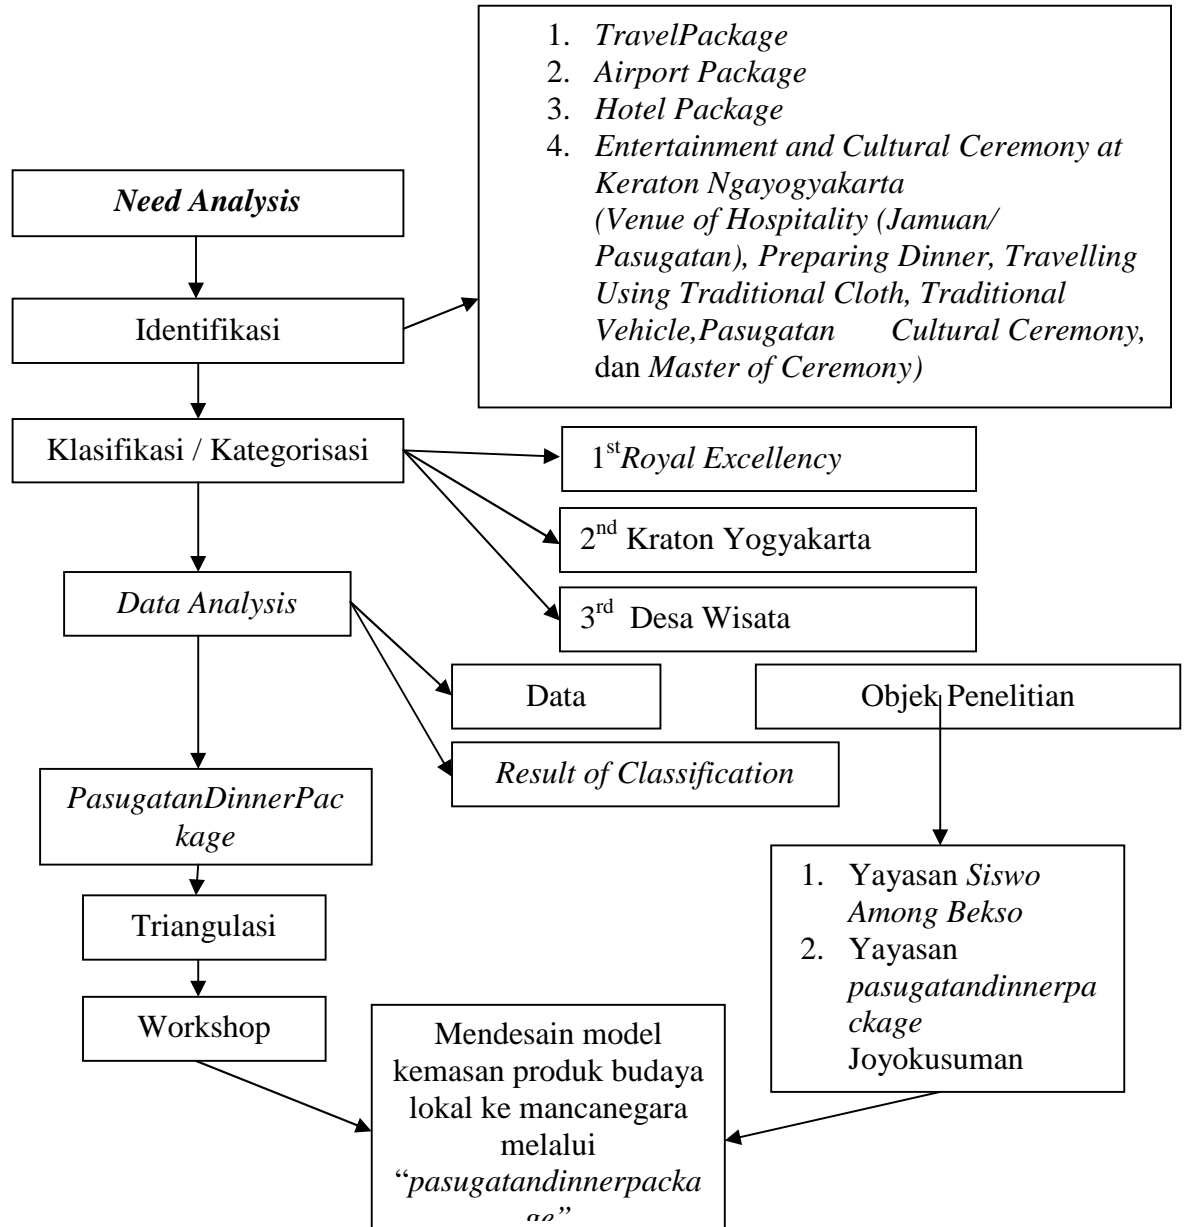 1. TravelPackage
2. Airport Package
3. Hotel Package
4. Entertainment and Cultural Ceremony at
Keraton Ngayogyakarta
(Venue of Hospitality (Jamuan/
Pasugatan), Preparing Dinner, Travelling
Using Traditional Cloth, Traditional
Vehicle,Pasugatan Cultural Ceremony,
dan Master of Ceremony)
Need Analysis
Identifikasi
Klasifikasi / Kategorisasi
1st Royal Excellency
2nd Kraton Yogyakarta
3rd Desa Wisata
Data Analysis
Data
Result of Classification
Objek Penelitian
PasugatanDinnerPac
kage
Triangulasi
Workshop
1. Yayasan Siswo
Among Bekso
2. Yayasan
pasugatandinnerpa
ckage
Joyokusuman
Mendesain model
kemasan produk budaya
lokal ke mancanegara
melalui
“pasugatandinnerpacka
ge”